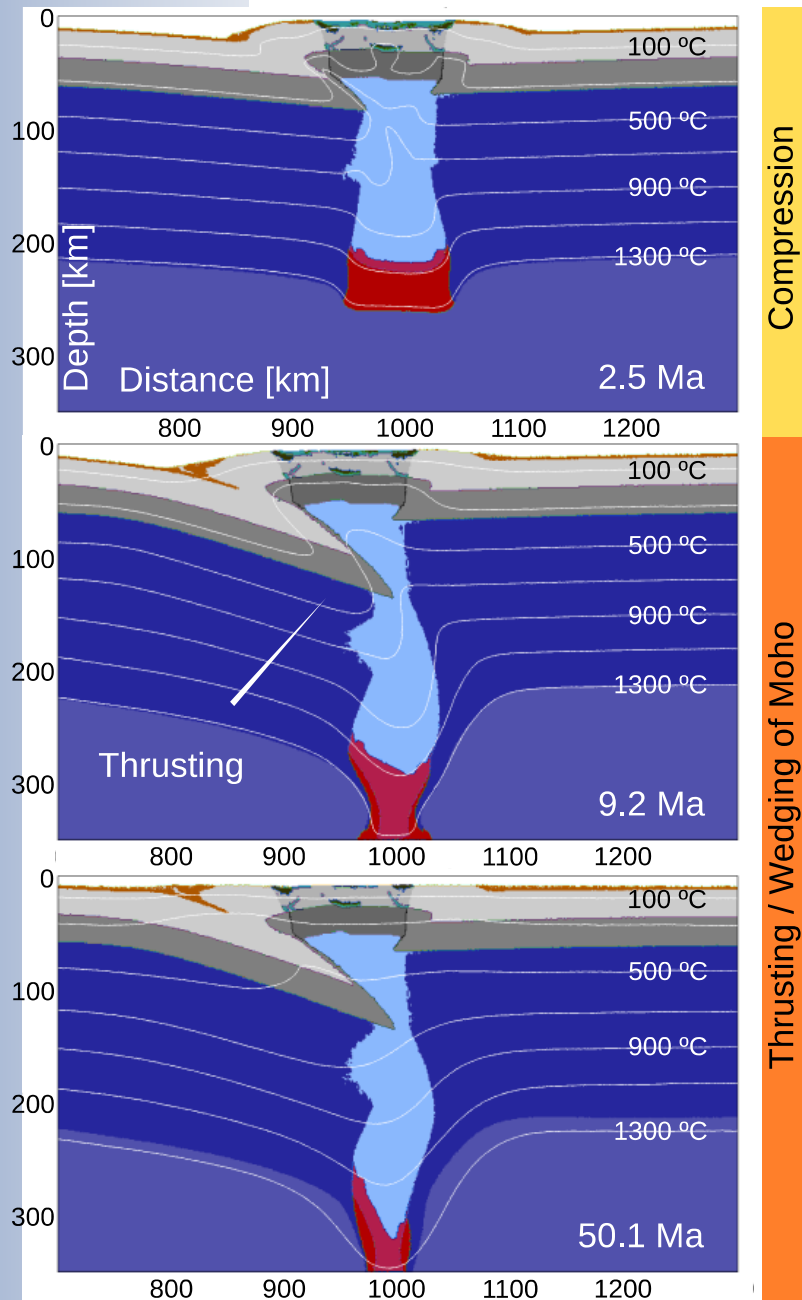 0
100
200
300
Depth [km]
100 ºC
500 ºC
900 ºC
1300 ºC
Distance [km]
2.5 Ma
800 900 1000 1100 1200
Compression
0
100
200
300
100 ºC
500 ºC
900 ºC
1300 ºC
Thrusting
9.2 Ma
800 900 1000 1100 1200
Thrusting / Wedging of Moho
0
100
200
300
100 ºC
500 ºC
900 ºC
1300 ºC
50.1 Ma
800 900 1000 1100 1200